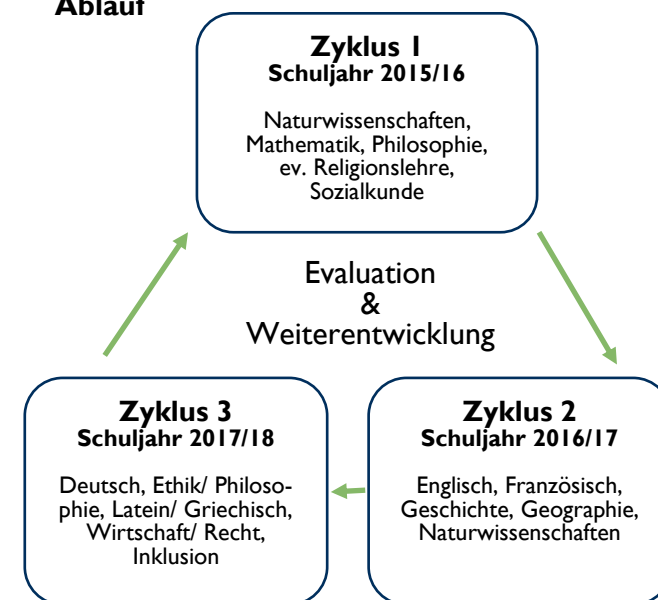 Ablauf
Zyklus 1
Schuljahr 2015/16
Naturwissenschaften,
Mathematik, Philosophie,
ev. Religionslehre,
Sozialkunde
Evaluation
&
Weiterentwicklung
Zyklus 3
Schuljahr 2017/18
Deutsch, Ethik/ Philoso-
phie, Latein/ Griechisch,
Wirtschaft/ Recht,
Inklusion
Zyklus 2
Schuljahr 2016/17
Englisch, Französisch,
Geschichte, Geographie,
Naturwissenschaften